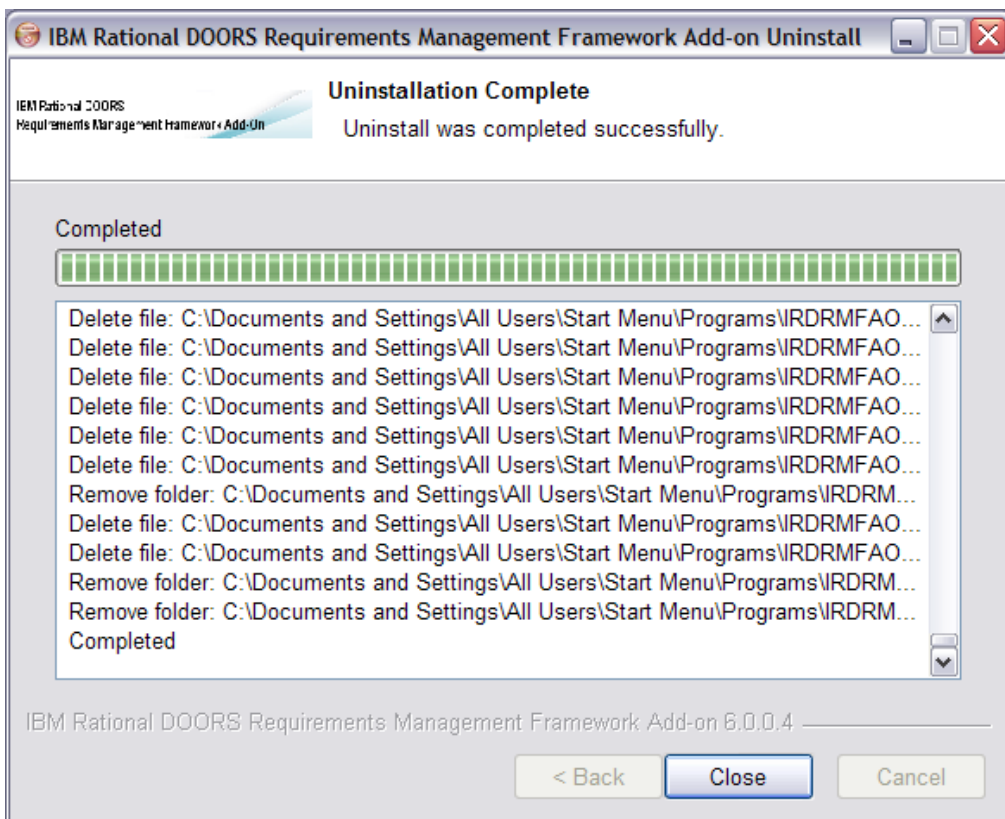 IBM Rational DOORS Requirements Management Framework Add-on Uninstall
IBM Rational DOORS
Requirements Management Framework Add-On
Uninstallation Complete
Uninstall was completed successfully.
Completed
Delete file: C:\Documents and Settings\All Users\Start Menu\Programs\IRDRMFAO...
Delete file: C:\Documents and Settings\All Users\Start Menu\Programs\IRDRMFAO...
Delete file: C:\Documents and Settings\All Users\Start Menu\Programs\IRDRMFAO...
Delete file: C:\Documents and Settings\All Users\Start Menu\Programs\IRDRMFAO...
Delete file: C:\Documents and Settings\All Users\Start Menu\Programs\IRDRMFAO...
Delete file: C:\Documents and Settings\All Users\Start Menu\Programs\IRDRMFAO...
Remove folder: C:\Documents and Settings\All Users\Start Menu\Programs\IRDRM...
Delete file: C:\Documents and Settings\All Users\Start Menu\Programs\IRDRMFAO...
Delete file: C:\Documents and Settings\All Users\Start Menu\Programs\IRDRMFAO...
Remove folder: C:\Documents and Settings\All Users\Start Menu\Programs\IRDRM...
Remove folder: C:\Documents and Settings\All Users\Start Menu\Programs\IRDRM...
Completed
IBM Rational DOORS Requirements Management Framework Add-on 6.0.0.4
< Back Close Cancel